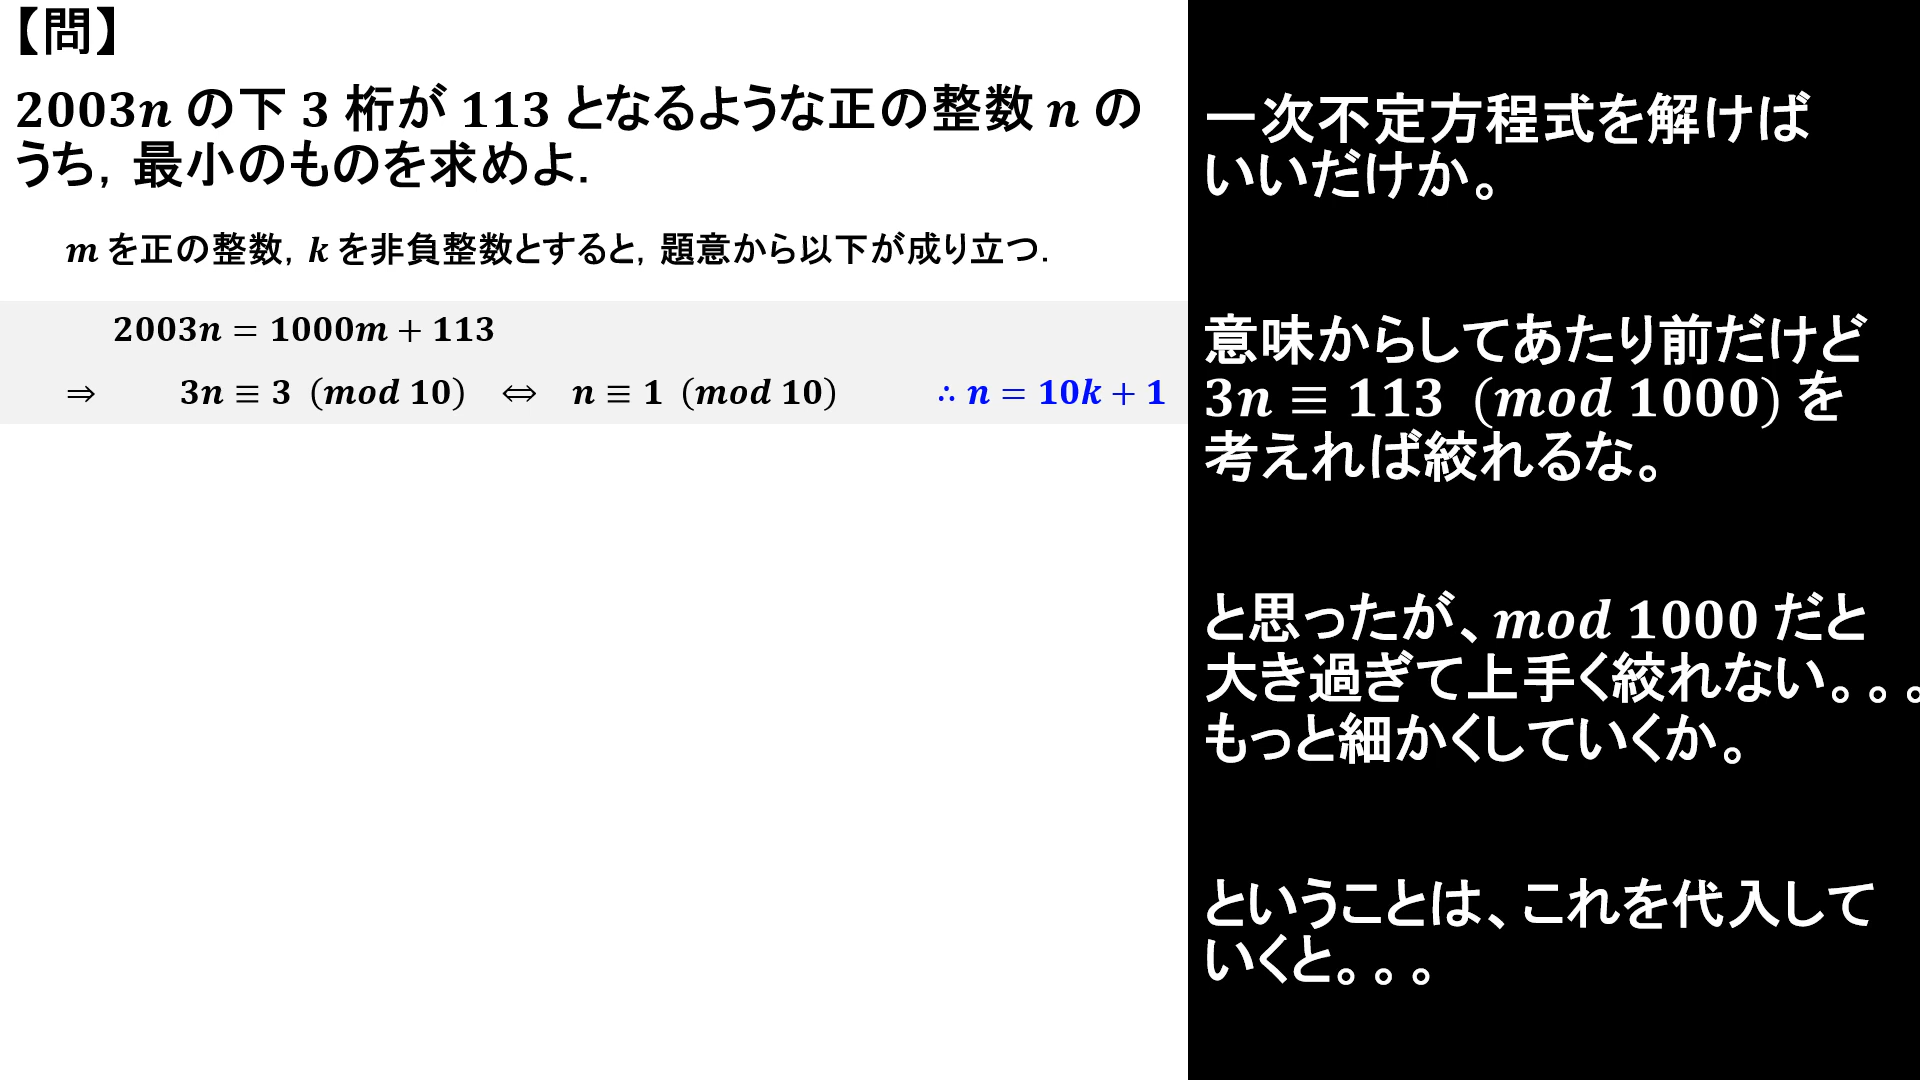 【問】
2003n の下 3 桁が 113 となるような正の整数 n の
うち, 最小のものを求めよ.
m を正の整数, k を非負整数とすると, 題意から以下が成り立つ.
2003n = 1000m + 113
⇒ 3n ≡ 3 (mod 10) ⇔ n ≡ 1 (mod 10) ∴ n = 10k + 1
一次不定方程式を解けば
いいだけか。
意味からしてあたり前だけど
3n ≡ 113 (mod 1000) を
考えれば絞れるな。
と思ったが、mod 1000 だと
大き過ぎて上手く絞れない。。。
もっと細かくしていくか。
ということは、これを代入して
いくと。。。